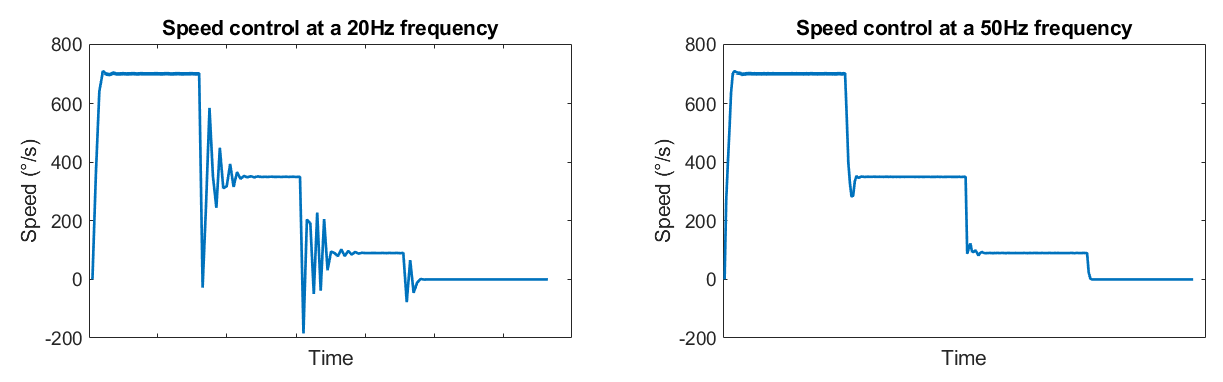 Speed control at a 20Hz frequency
800
600
400
200
0
-200
Speed (°/s)
Time
Speed control at a 50Hz frequency
800
600
400
200
0
-200
Speed (°/s)
Time